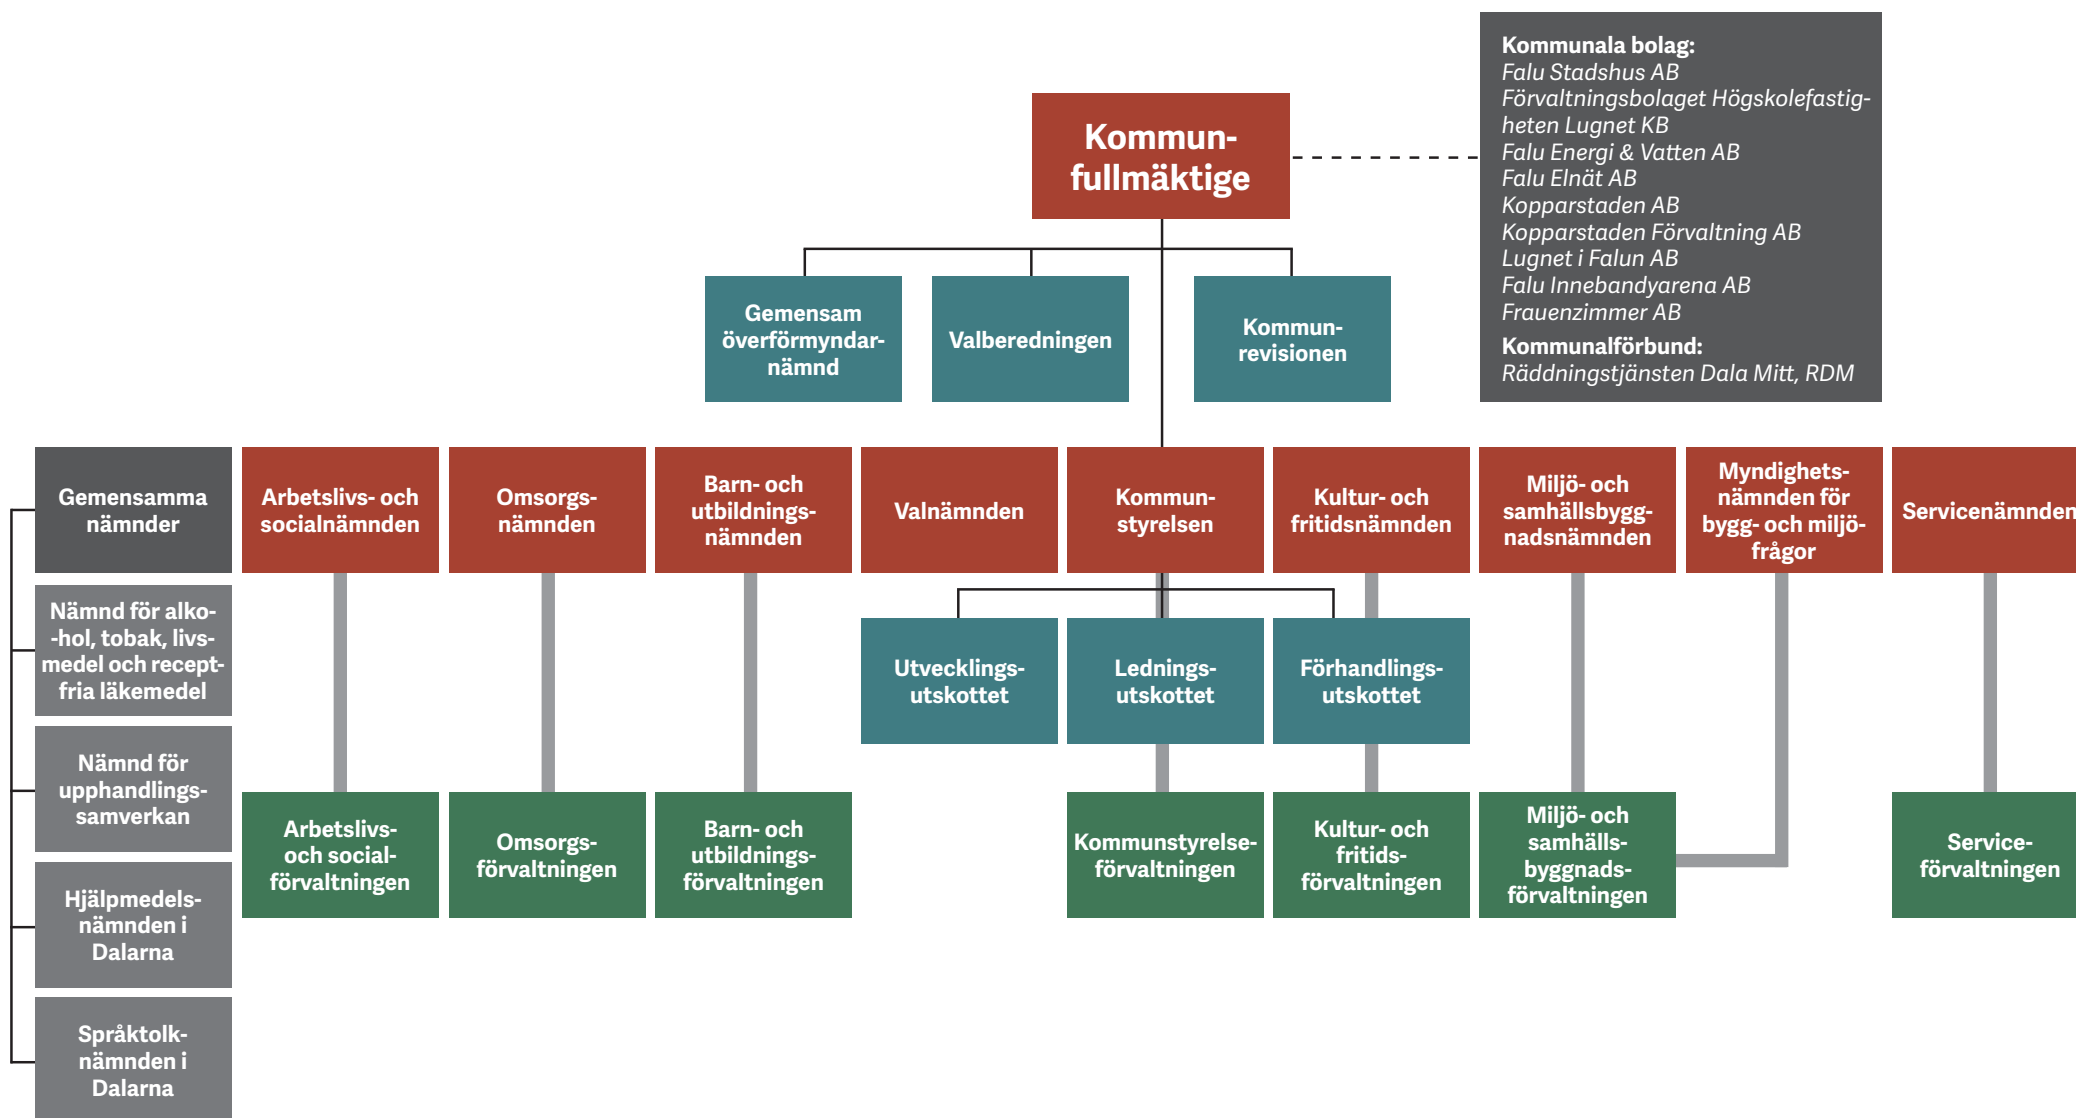 Kommunala bolag:
Falu Stadshus AB
Förvaltningsbolaget Högskolefastig-
heten Lugnet KB
Falu Energi & Vatten AB
Falu Elnät AB
Kopparstaden AB
Kopparstaden Förvaltning AB
Lugnet i Falun AB
Falu Innebandyarena AB
Frauenzimmer AB
Kommunalförbund:
Räddningstjänsten Dala Mitt, RDM
Kommun-
fullmäktige
Gemensam
överförmyndar-
nämnd
Valberedningen
Kommun-
revisionen
Gemensamma
nämnder
Arbetslivs- och
socialnämnden
Omsorgs-
nämnden
Barn- och
utbildnings-
nämnden
Valnämnden
Kommun-
styrelsen
Kultur- och
fritidsnämnden
Miljö- och
samhällsbygg-
nadsnämnden
Myndighets-
nämnden för
bygg- och miljö-
frågor
Servicenämnden
Nämnd för alko-
-hol, tobak, livs-
medel och recept-
fria läkemedel
Nämnd för
upphandlings-
samverkan
Hjälpmedels-
nämnden i
Dalarna
Språktolk-
nämnden i
Dalarna
Utvecklings-
utskottet
Lednings-
utskottet
Förhandlings-
utskottet
Arbetslivs-
och social-
förvaltningen
Omsorgs-
förvaltningen
Barn- och
utbildnings-
förvaltningen
Kommunstyrelse-
förvaltningen
Kultur- och
fritids-
förvaltningen
Miljö- och
samhälls-
byggnads-
förvaltningen
Service-
förvaltningen